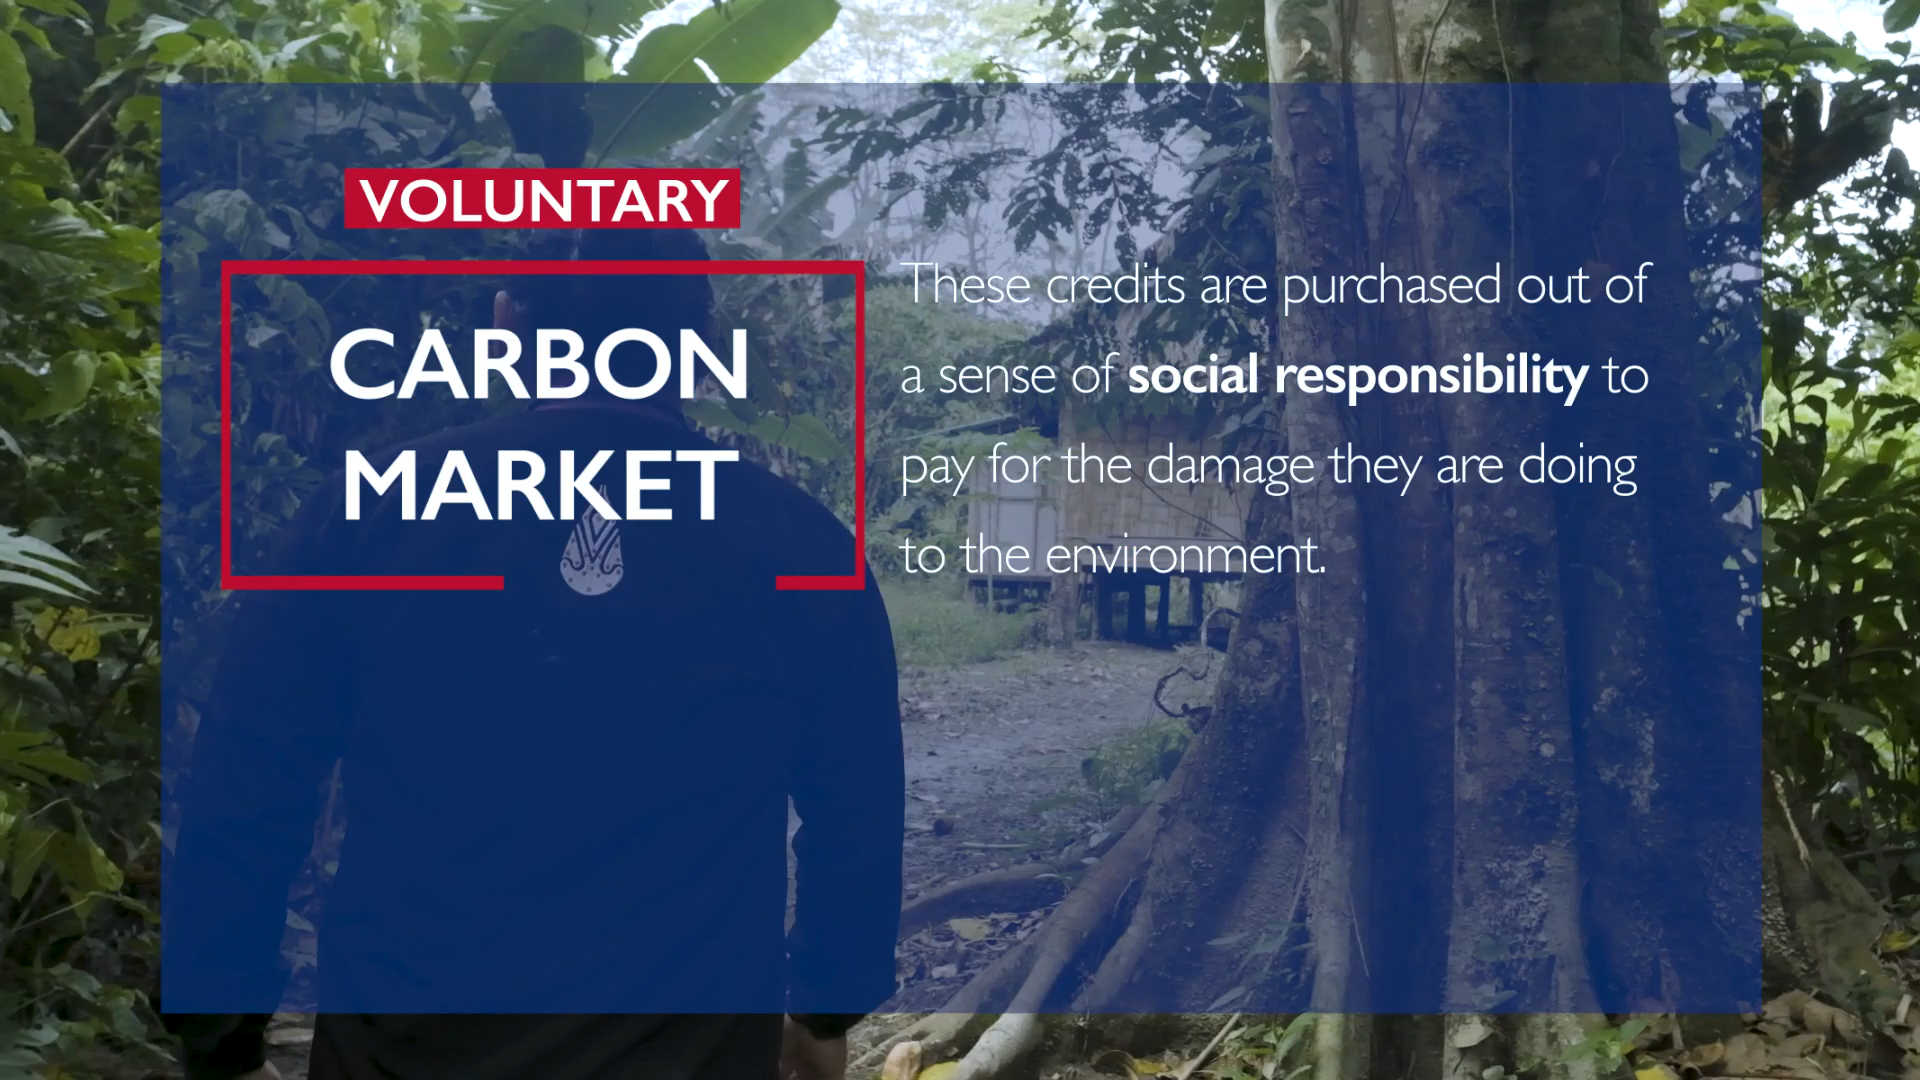 VOLUNTARY
CARBON
MARKET
These credits are purchased out of
a sense of social responsibility to
pay for the damage they are doing
to the environment.